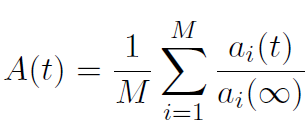 A(t) = \frac{1}{M} \sum_{i=1}^{M} \frac{a_i(t)}{a_i(\infty)}